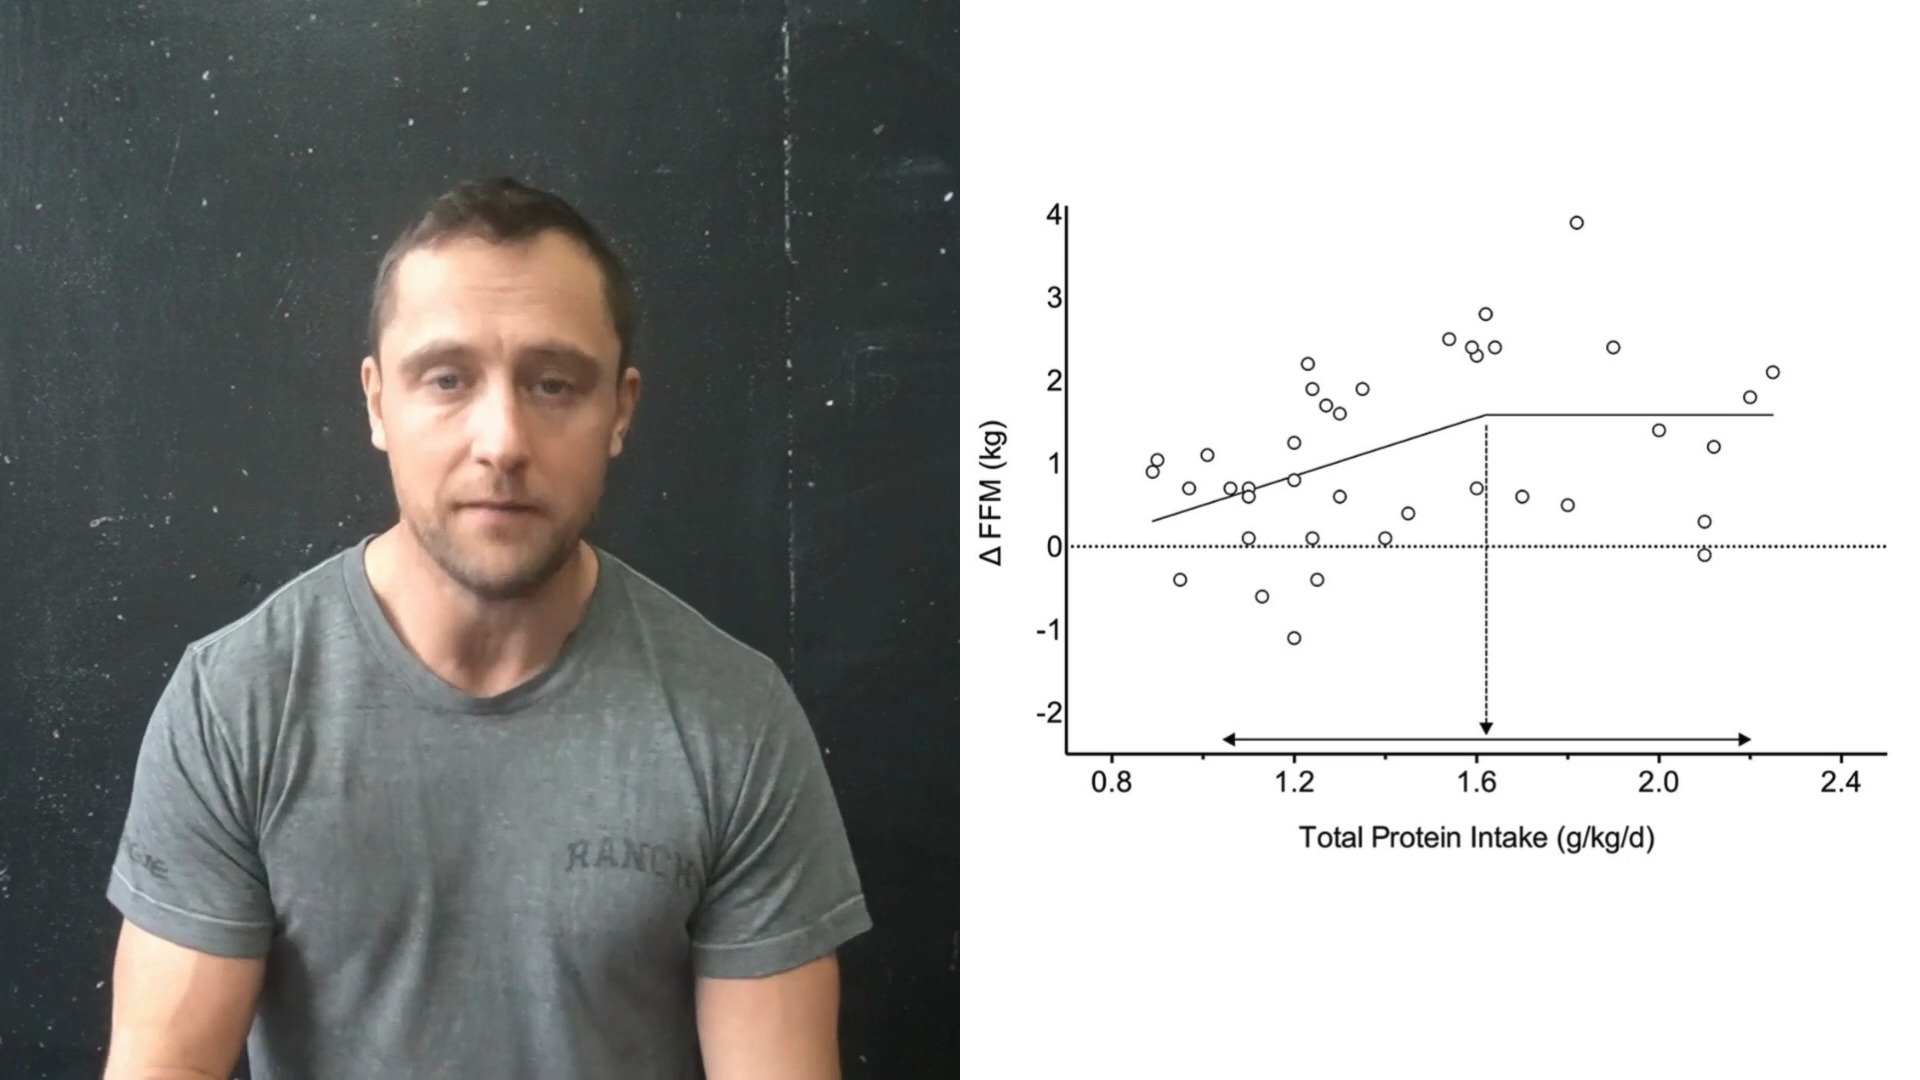 RANCH
4
3
2
1
0
-1
-2
Δ FFM (kg)
0.8 1.2 1.6 2.0 2.4
Total Protein Intake (g/kg/d)